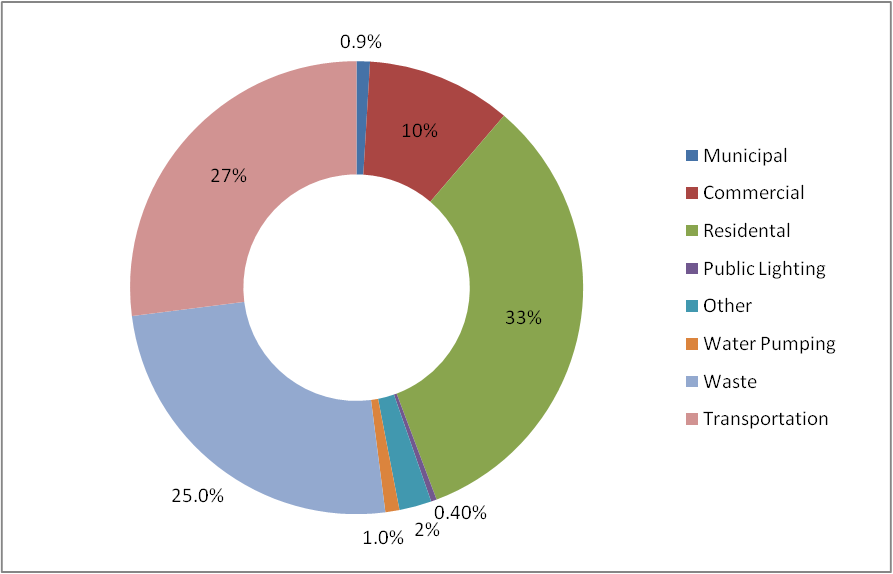 0.9%
10%
27%
33%
25.0%
0.40%
2%
1.0%
Municipal
Commercial
Residental
Public Lighting
Other
Water Pumping
Waste
Transportation